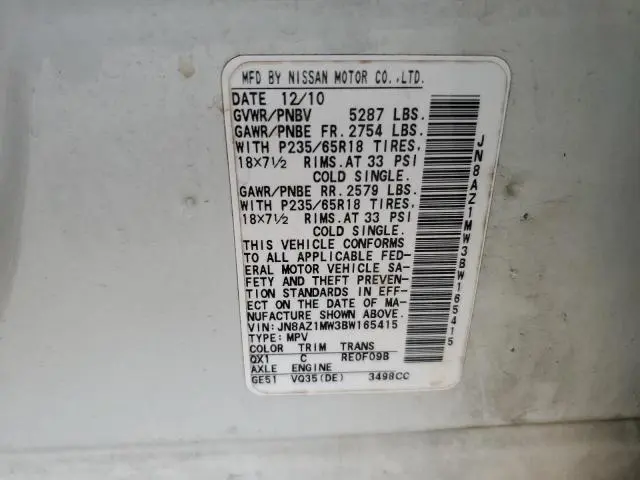 MFD BY NISSAN MOTOR CO.,LTD.
DATE 12/10
GVWR/PNBV 5287 LBS.
GAWR/PNBE FR. 2754 LBS.
WITH P235/65R18 TIRES,
18×7½ RIMS.AT 33 PSI
COLD SINGLE.
GAWR/PNBE RR. 2579 LBS.
WITH P235/65R18 TIRES,
18×7½ RIMS.AT 33 PSI
COLD SINGLE.
THIS VEHICLE CONFORMS
TO ALL APPLICABLE FED-
ERAL MOTOR VEHICLE SA-
FETY AND THEFT PREVEN-
TION STANDARDS IN EFF-
ECT ON THE DATE OF MA-
NUFACTURE SHOWN ABOVE.
VIN: JN8AZ1MW3BW165415
TYPE: MPV
COLOR TRIM TRANS
QX1 C RE0F09B
AXLE ENGINE
GE51 VQ35(DE) 3498CC
JN8AZ1MW3BW165415